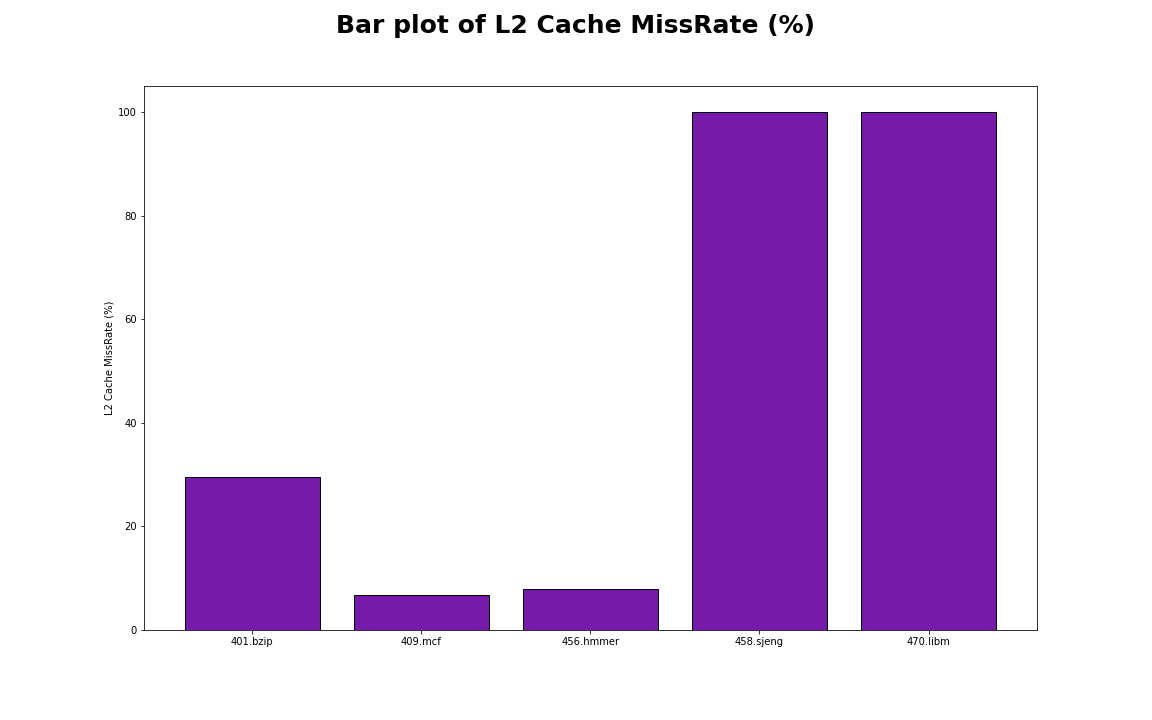 Bar plot of L2 Cache MissRate (%)
L2 Cache MissRate (%)
100
80
60
40
20
0
401.bzip 409.mcf 456.hmmer 458.sjeng 470.libm